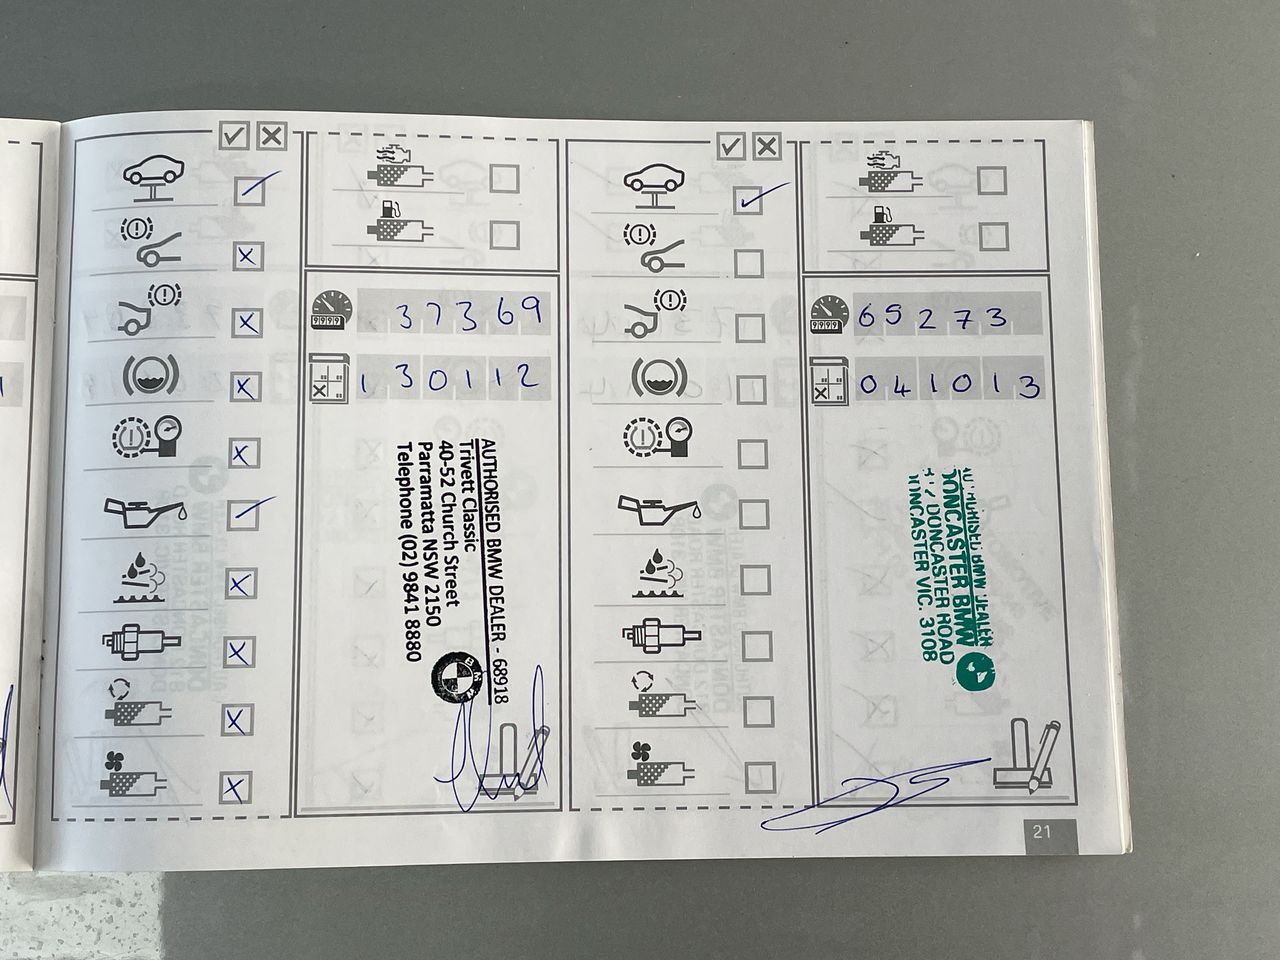 37369
130112
AUTHORISED BMW DEALER - 68918
Trivett Classic
40-52 Church Street
Parramatta NSW 2150
Telephone (02) 9841 8880
65273
041013
BMW
DONCASTER BMW
DONCASTER ROAD
DONCASTER VIC. 3108
21